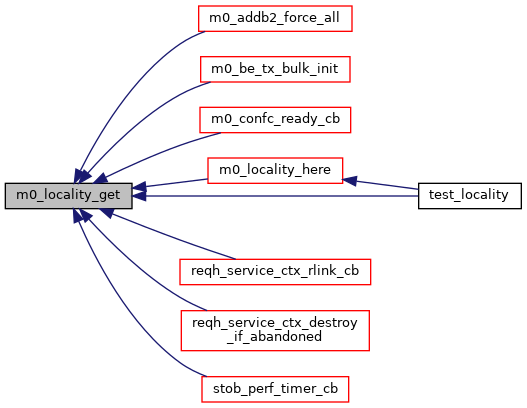 m0_addb2_force_all
m0_be_tx_bulk_init
m0_confc_ready_cb
m0_locality_here
m0_locality_get
test_locality
reqh_service_ctx_rlink_cb
reqh_service_ctx_destroy
_if_abandoned
stob_perf_timer_cb